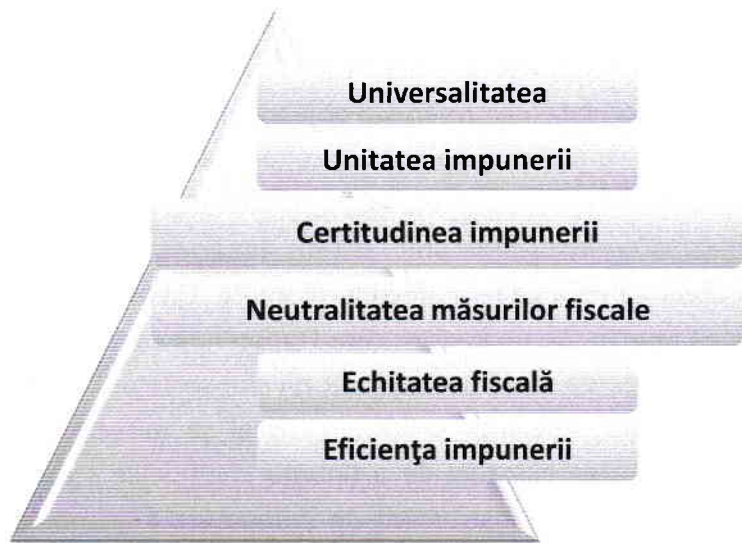 Universalitatea
Unitatea impunerii
Certitudinea impunerii
Neutralitatea măsurilor fiscale
Echitatea fiscală
Eficienţa impunerii